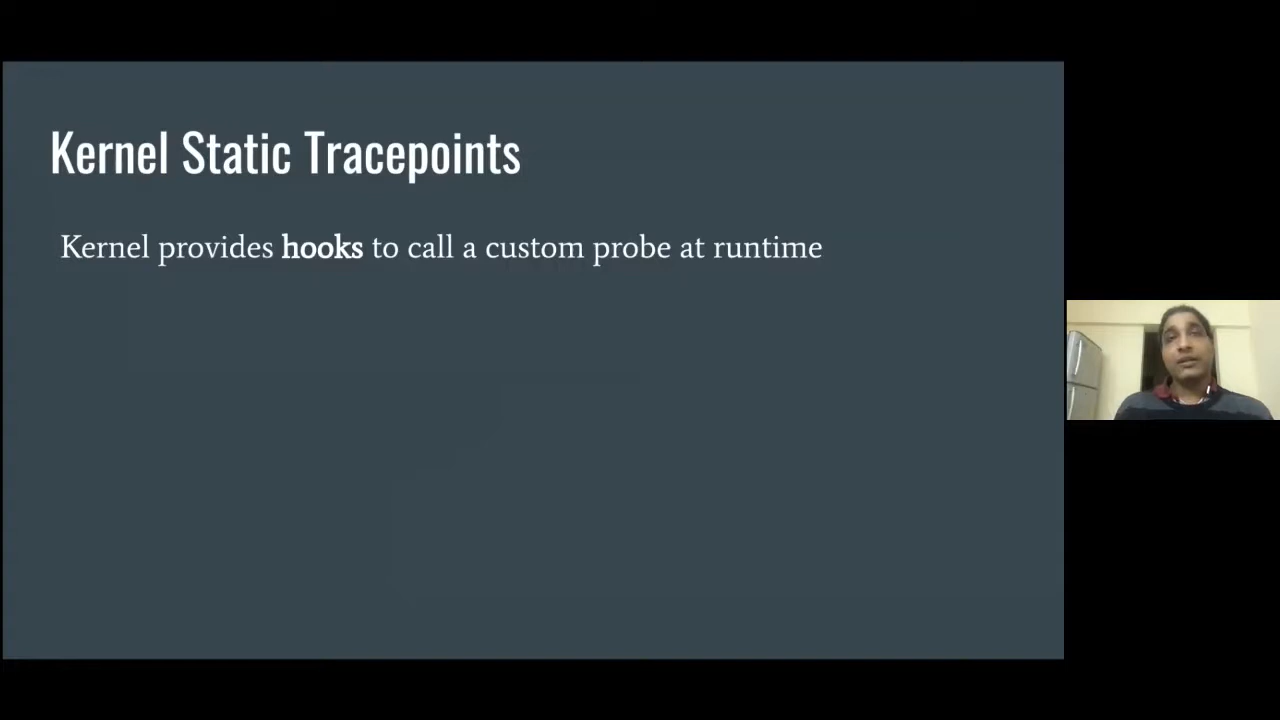 Kernel Static Tracepoints
Kernel provides hooks to call a custom probe at runtime